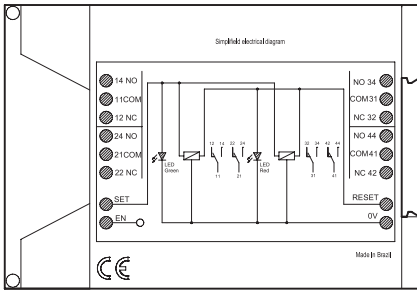 Simplifield electrical diagram
14 NO
11COM
12 NC
24 NO
21COM
22 NC
SET
EN
NO 34
COM31
NC 32
NO 44
COM41
NC 42
RESET
0V
LED
Green
12 14
11
22 24
21
LED
Red
32 34
31
42 44
41
Made In Brazil
CE